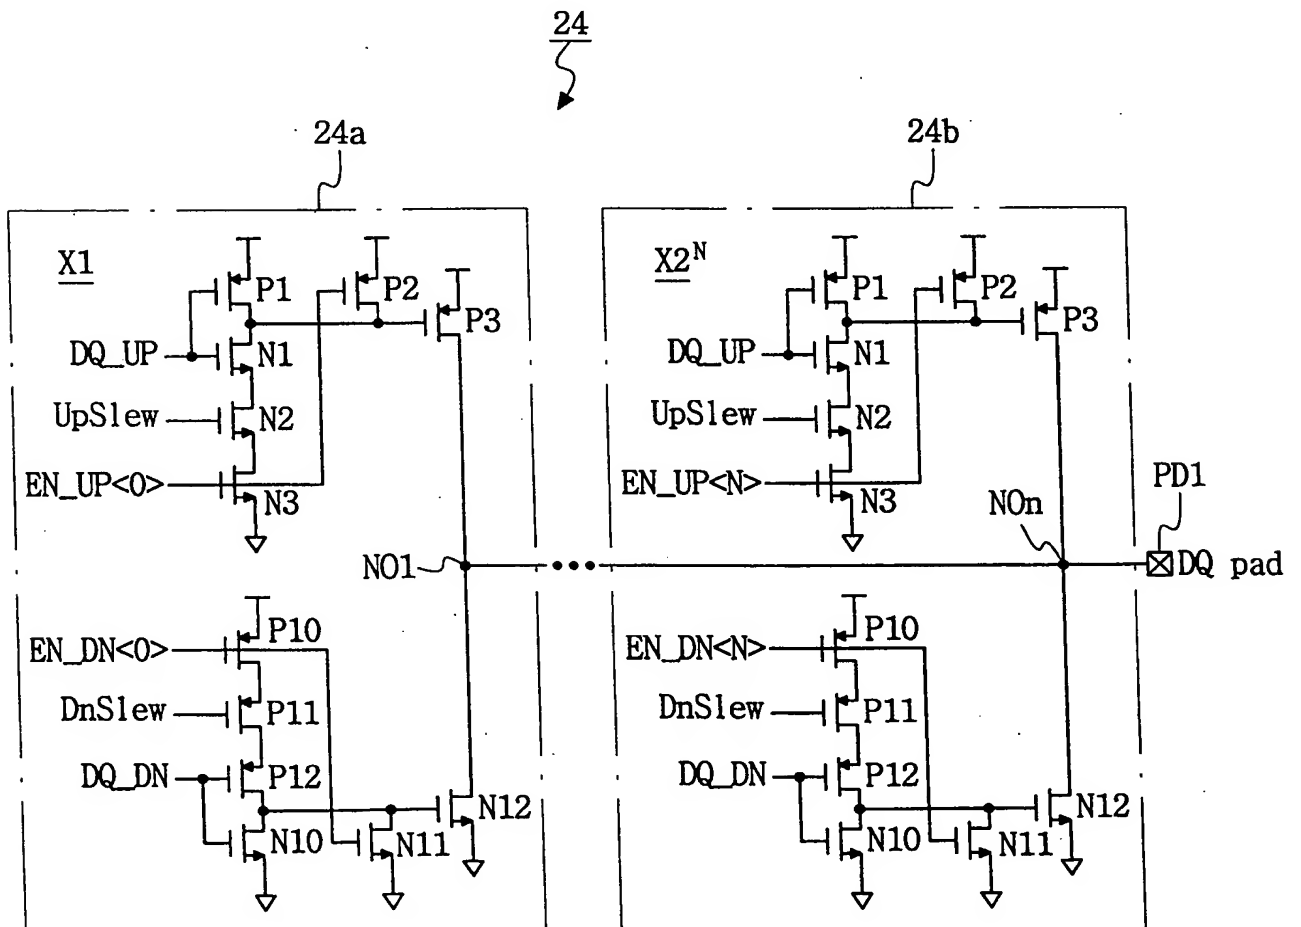 24
24a
24b
X1
P1
P2
P3
DQ_UP
N1
UpSlew
N2
EN_UP<0>
N3
NO1
EN_DN<0>
P10
DnSlew
P11
DQ_DN
P12
N10
N11
N12
X2^N
P1
P2
P3
DQ_UP
N1
UpSlew
N2
EN_UP<N>
N3
NOn
PD1
DQ pad
EN_DN<N>
P10
DnSlew
P11
DQ_DN
P12
N10
N11
N12